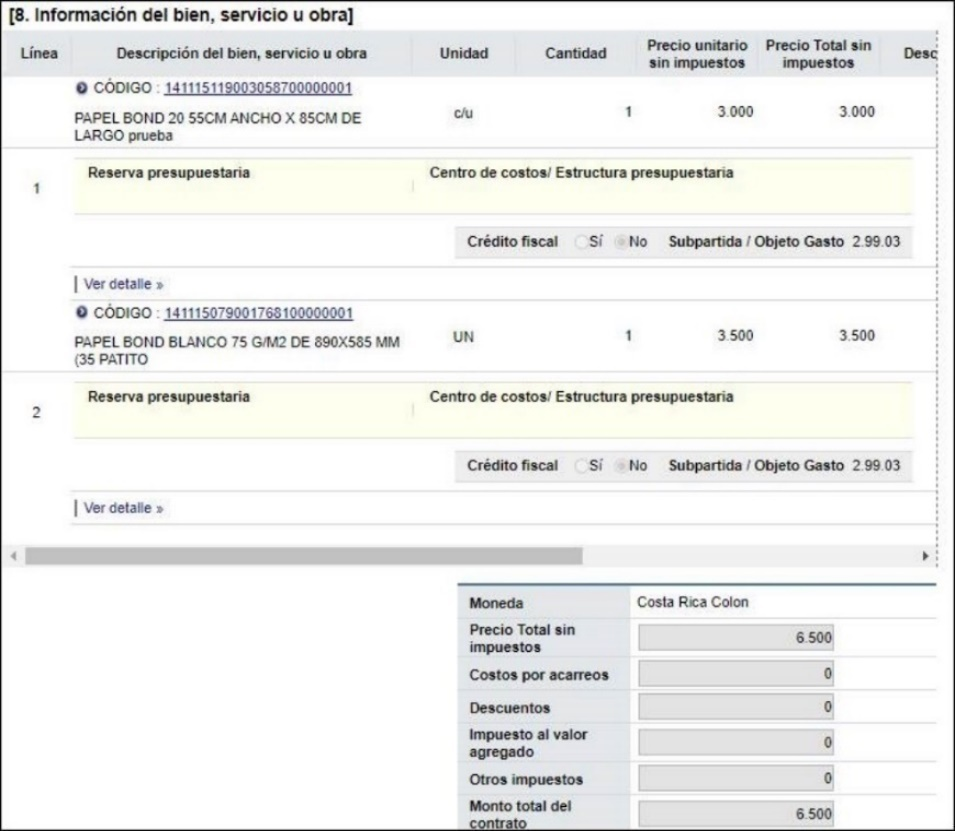 [8. Información del bien, servicio u obra]
Línea Descripción del bien, servicio u obra Unidad Cantidad Precio unitario sin impuestos Precio Total sin impuestos Desc
CÓDIGO : 141115119003058700000001
PAPEL BOND 20 55CM ANCHO X 85CM DE
LARGO prueba
c/u 1 3.000 3.000
1
Reserva presupuestaria Centro de costos/ Estructura presupuestaria
Crédito fiscal Sí No Subpartida / Objeto Gasto 2.99.03
Ver detalle »
CÓDIGO : 141115079001768100000001
PAPEL BOND BLANCO 75 G/M2 DE 890X585 MM
(35 PATITO
UN 1 3.500 3.500
2
Reserva presupuestaria Centro de costos/ Estructura presupuestaria
Crédito fiscal Sí No Subpartida / Objeto Gasto 2.99.03
Ver detalle »
Moneda Costa Rica Colon
Precio Total sin
impuestos 6.500
Costos por acarreos 0
Descuentos 0
Impuesto al valor
agregado 0
Otros impuestos 0
Monto total del
contrato 6.500